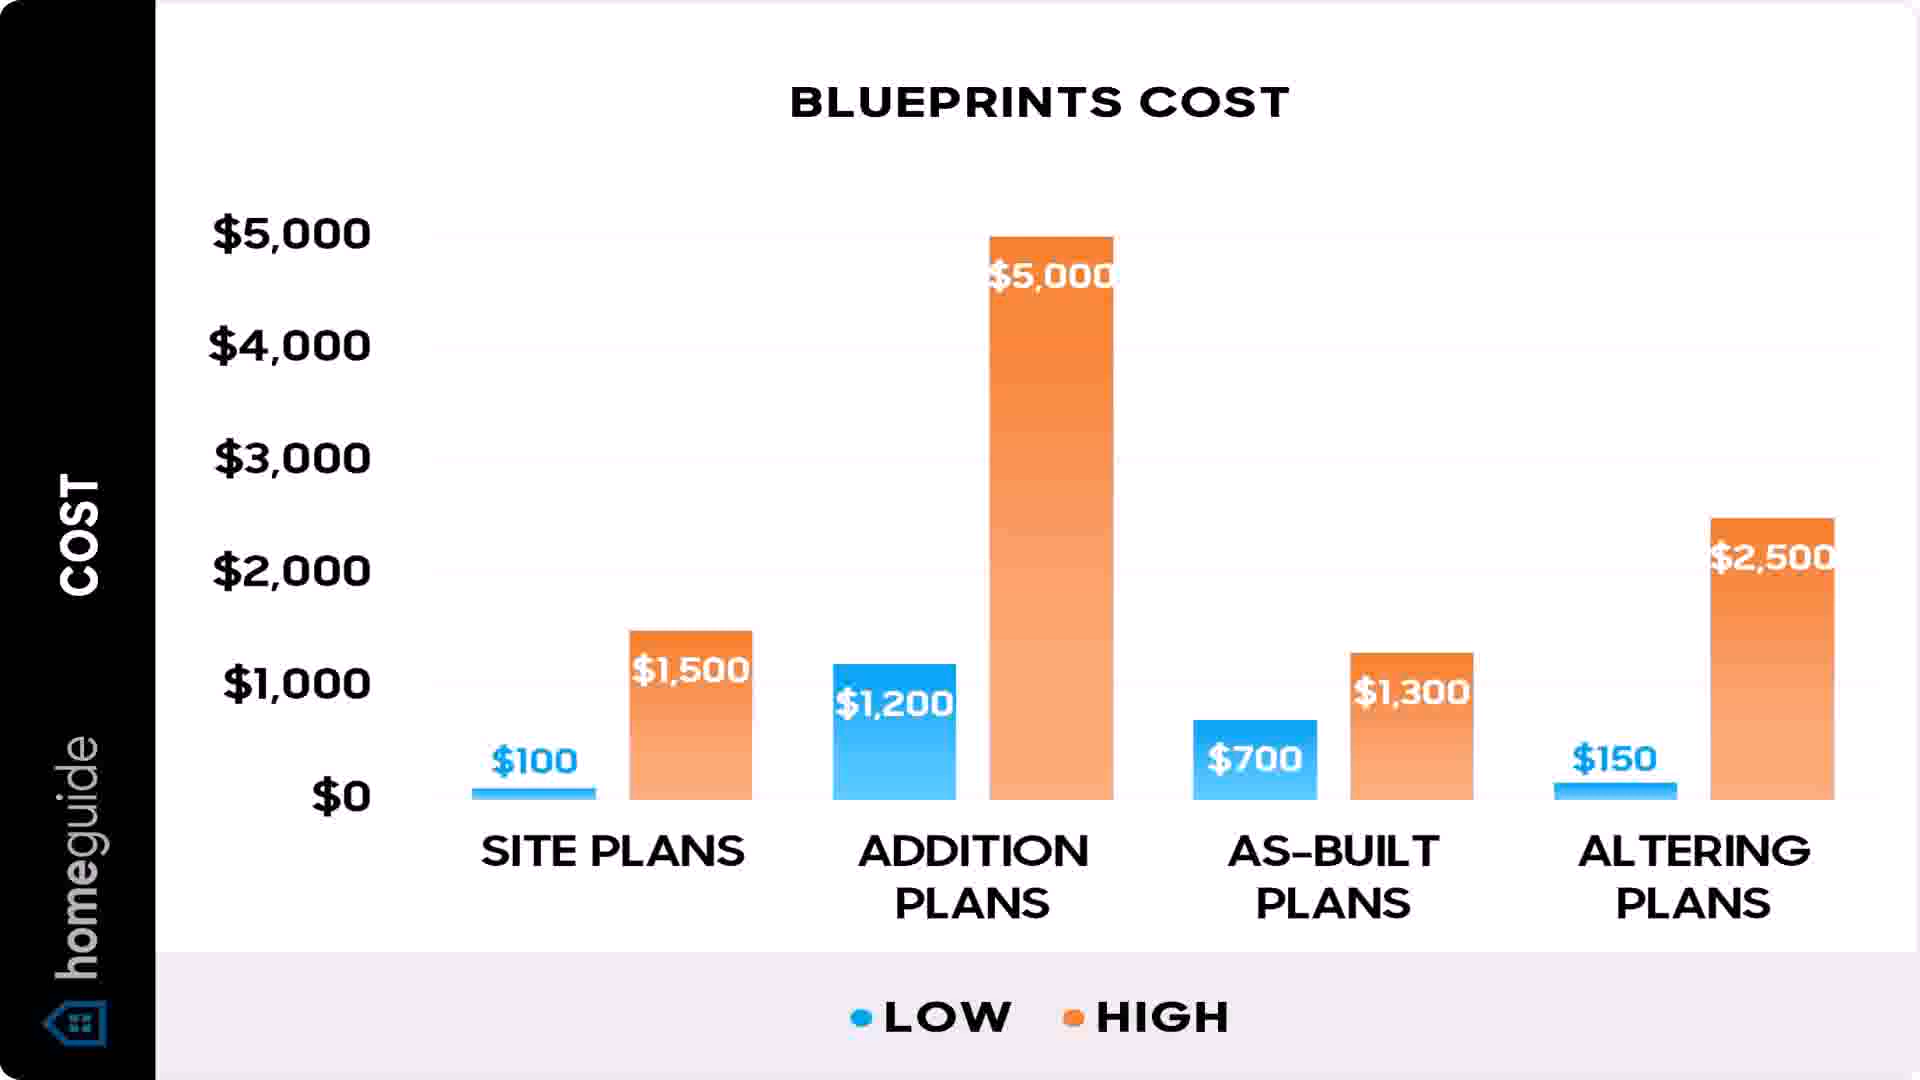 BLUEPRINTS COST
COST
homeguide
$5,000
$4,000
$3,000
$2,000
$1,000
$0
$100
$1,500
$1,200
$5,000
$700
$1,300
$150
$2,500
SITE PLANS
ADDITION
PLANS
AS-BUILT
PLANS
ALTERING
PLANS
LOW
HIGH